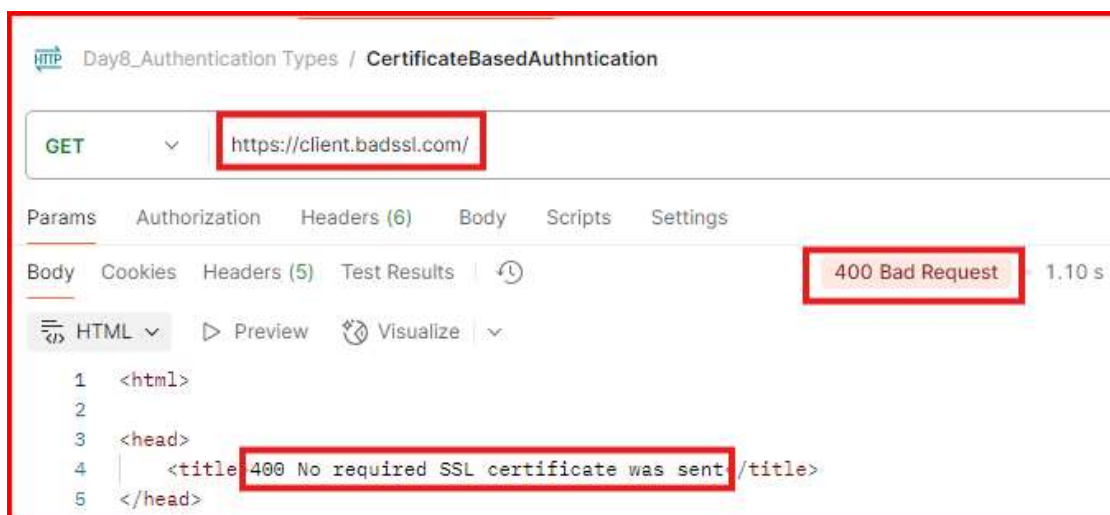 HTTP Day8_Authentication Types / CertificateBasedAuthntication
GET https://client.badssl.com/
Params Authorization Headers (6) Body Scripts Settings
Body Cookies Headers (5) Test Results 400 Bad Request 1.10 s
HTML Preview Visualize
1 <html>
2
3 <head>
4 <title 400 No required SSL certificate was sent /title>
5 </head>